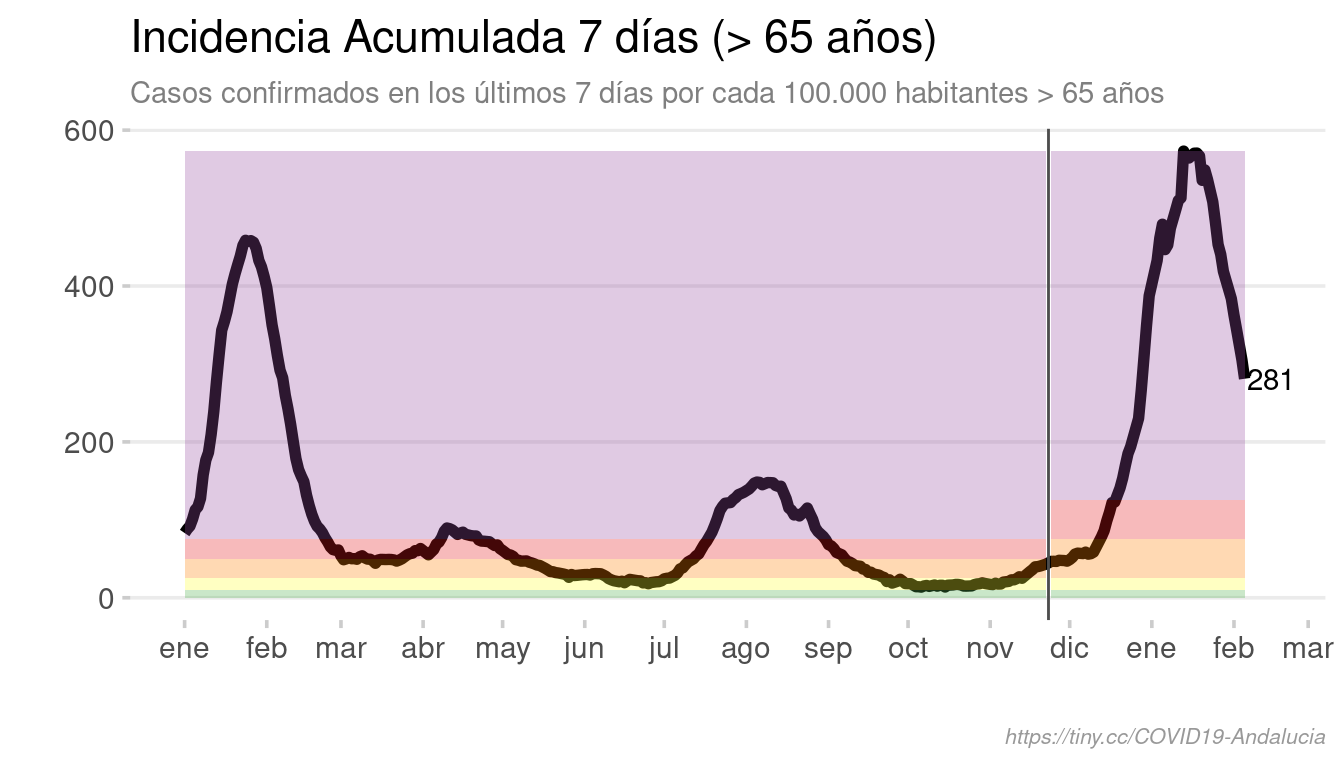 Incidencia Acumulada 7 días (> 65 años)
Casos confirmados en los últimos 7 días por cada 100.000 habitantes > 65 años
600
400
281
200
0
ene feb mar abr may jun jul ago sep oct nov dic ene feb mar
https://tiny.cc/COVID19-Andalucia